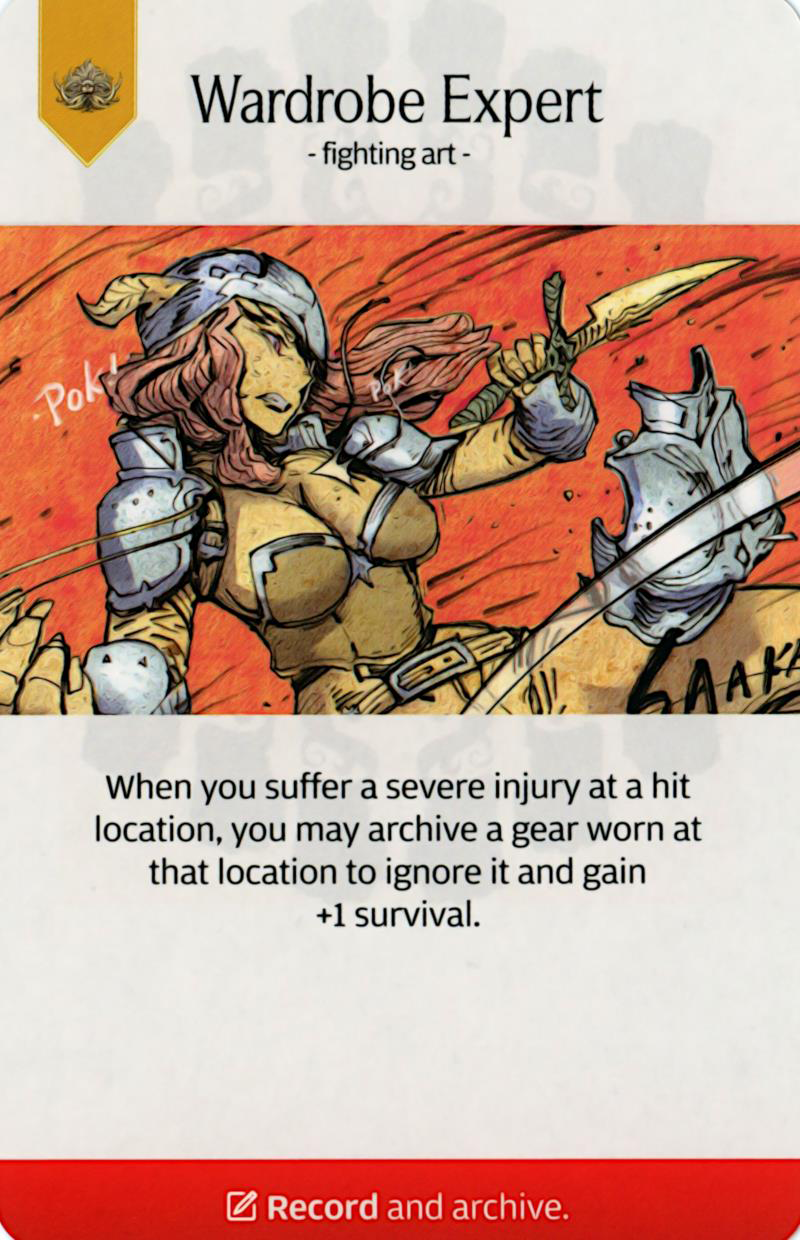 Wardrobe Expert
- fighting art -
Pok!
Pok
SAAK
When you suffer a severe injury at a hit
location, you may archive a gear worn at
that location to ignore it and gain
+1 survival.
Record and archive.